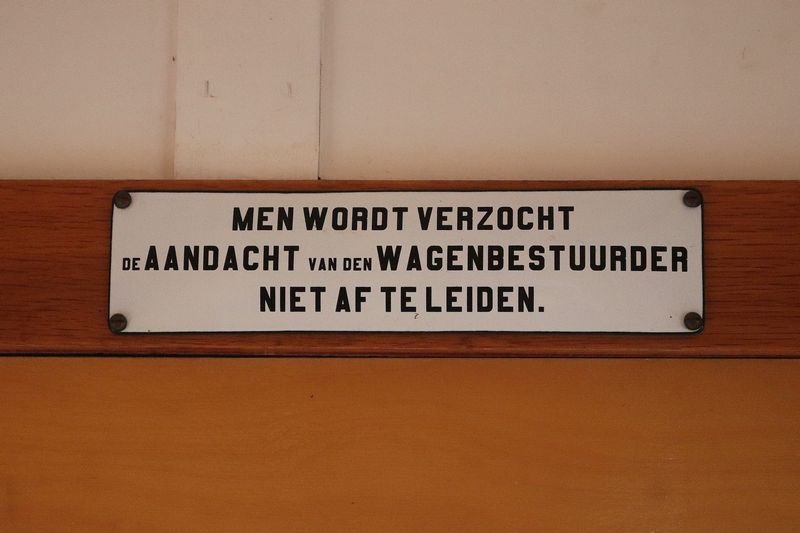 MEN WORDT VERZOCHT
DE AANDACHT VAN DEN WAGENBESTUURDER
NIET AF TE LEIDEN.